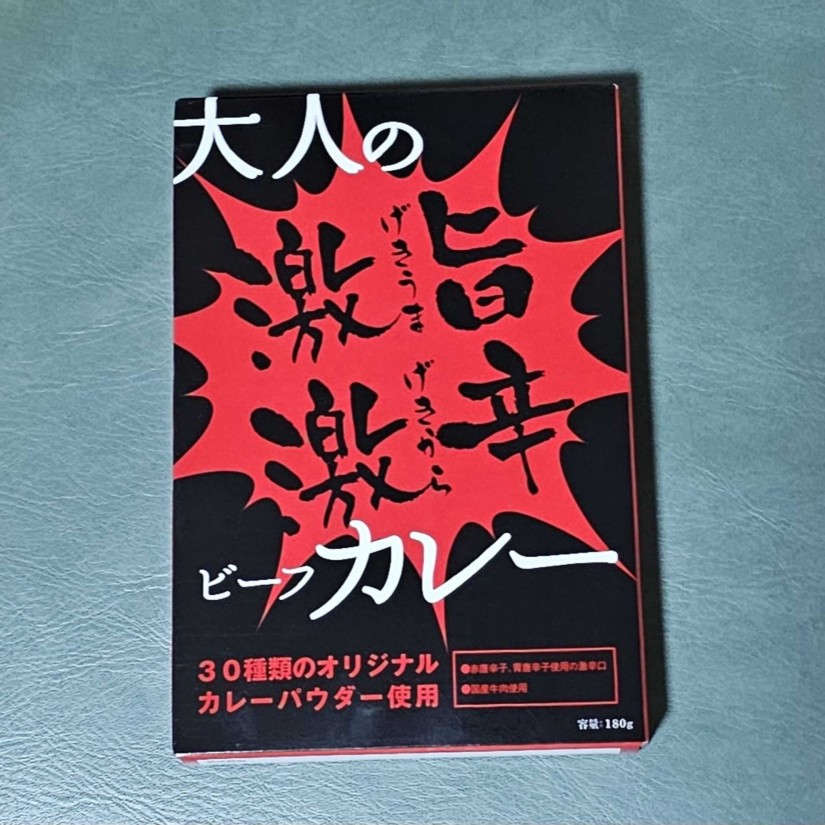 大人の
激旨
げきうま
激辛
げきから
ビーフカレー
30種類のオリジナル
カレーパウダー使用
●赤唐辛子、青唐辛子使用の激辛口
●国産牛肉使用
容量：180g